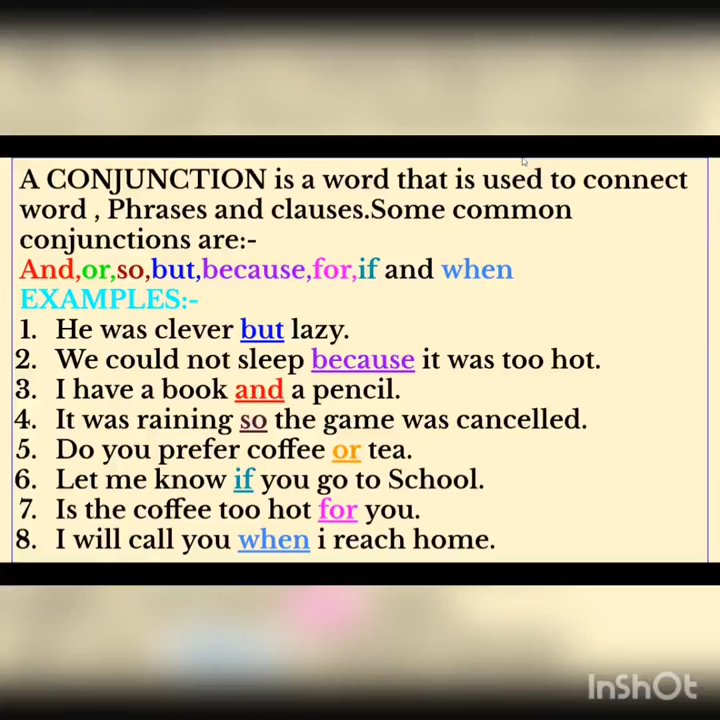 A CONJUNCTION is a word that is used to connect
word , Phrases and clauses.Some common
conjunctions are:-
And,or,so,but,because,for,if and when
EXAMPLES:-
1. He was clever but lazy.
2. We could not sleep because it was too hot.
3. I have a book and a pencil.
4. It was raining so the game was cancelled.
5. Do you prefer coffee or tea.
6. Let me know if you go to School.
7. Is the coffee too hot for you.
8. I will call you when i reach home.
InShOt